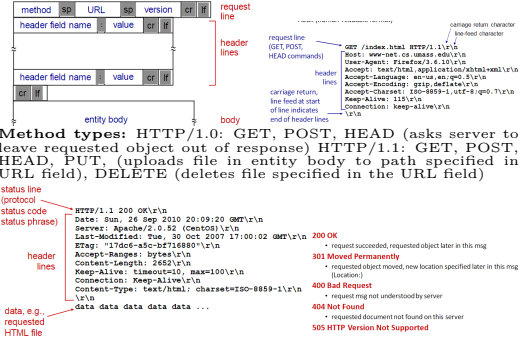 method sp URL sp version cr lf
request line
header field name : value cr lf
header lines
header field name : value cr lf
cr lf
entity body
body
carriage return character
line-feed character
request line
(GET, POST,
HEAD commands)
header
lines
carriage return,
line feed at start
of line indicates
end of header lines
GET /index.html HTTP/1.1\r\n
Host: www-net.cs.umass.edu\r\n
User-Agent: Firefox/3.6.10\r\n
Accept: text/html,application/xhtml+xml\r\n
Accept-Language: en-us,en;q=0.5\r\n
Accept-Encoding: gzip,deflate\r\n
Accept-Charset: ISO-8859-1,utf-8;q=0.7\r\n
Keep-Alive: 115\r\n
Connection: keep-alive\r\n
\r\n
Method types: HTTP/1.0: GET, POST, HEAD (asks server to
leave requested object out of response) HTTP/1.1: GET, POST,
HEAD, PUT, (uploads file in entity body to path specified in
URL field), DELETE (deletes file specified in the URL field)
status line
(protocol
status code
status phrase)
header
lines
data, e.g.,
requested
HTML file
HTTP/1.1 200 OK\r\n
Date: Sun, 26 Sep 2010 20:09:20 GMT\r\n
Server: Apache/2.0.52 (CentOS)\r\n
Last-Modified: Tue, 30 Oct 2007 17:00:02 GMT\r\n
ETag: "17dc6-a5c-bf716880"\r\n
Accept-Ranges: bytes\r\n
Content-Length: 2652\r\n
Keep-Alive: timeout=10, max=100\r\n
Connection: Keep-Alive\r\n
Content-Type: text/html; charset=ISO-8859-1\r\n
\r\n
data data data data data ...
200 OK
• request succeeded, requested object later in this msg
301 Moved Permanently
• requested object moved, new location specified later in this msg
(Location:)
400 Bad Request
• request msg not understood by server
404 Not Found
• requested document not found on this server
505 HTTP Version Not Supported